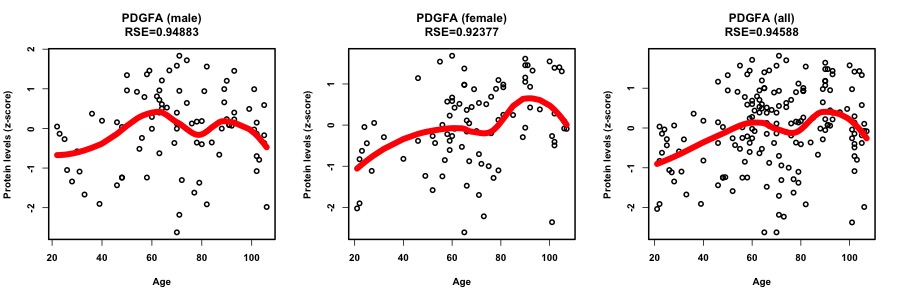 PDGFA (male)
RSE=0.94883
Protein levels (z-score)
2
1
0
-1
-2
20 40 60 80 100
Age
PDGFA (female)
RSE=0.92377
Protein levels (z-score)
1
0
-1
-2
20 40 60 80 100
Age
PDGFA (all)
RSE=0.94588
Protein levels (z-score)
1
0
-1
-2
20 40 60 80 100
Age